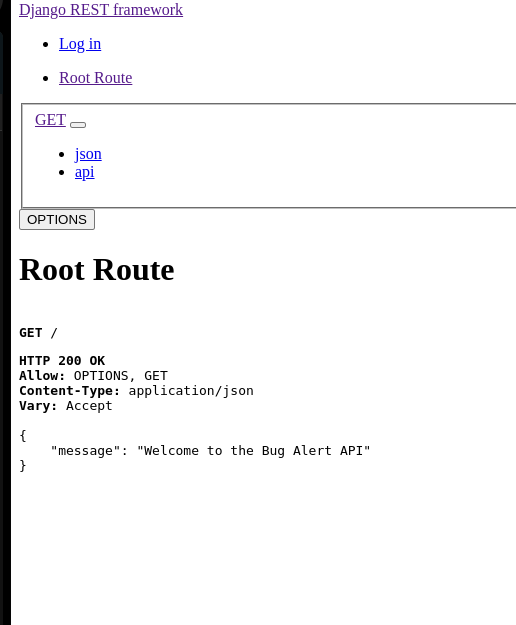 Django REST framework
Log in
Root Route
GET
json
api
OPTIONS
Root Route
GET /
HTTP 200 OK
Allow: OPTIONS, GET
Content-Type: application/json
Vary: Accept
{
    "message": "Welcome to the Bug Alert API"
}